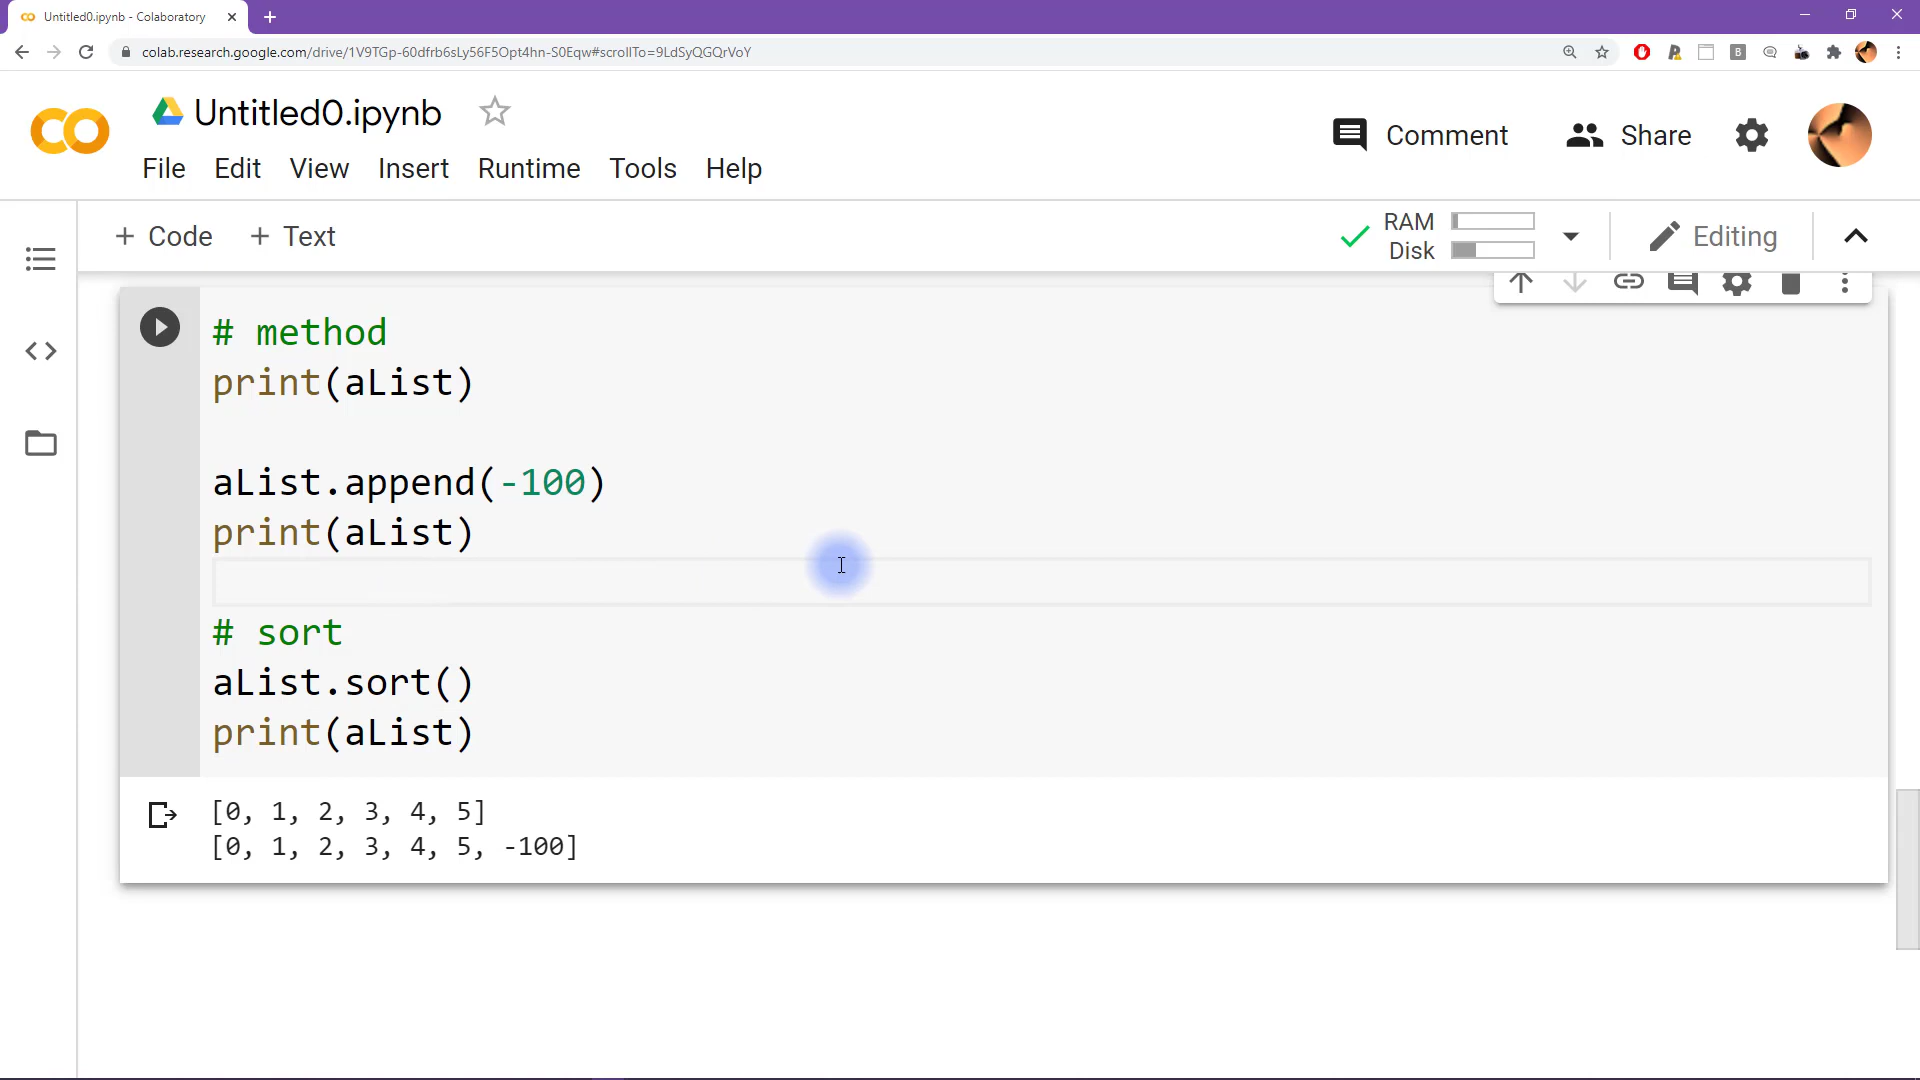 Untitled0.ipynb - Colaboratory
colab.research.google.com/drive/1V9TGp-60dfrb6sLy56F5Opt4hn-S0Eqw#scrollTo=9LdSyQGQrVoY
Untitled0.ipynb
Comment Share
File Edit View Insert Runtime Tools Help
+ Code + Text
RAM
Disk
Editing
# method
print(aList)
aList.append(-100)
print(aList)
# sort
aList.sort()
print(aList)
[0, 1, 2, 3, 4, 5]
[0, 1, 2, 3, 4, 5, -100]